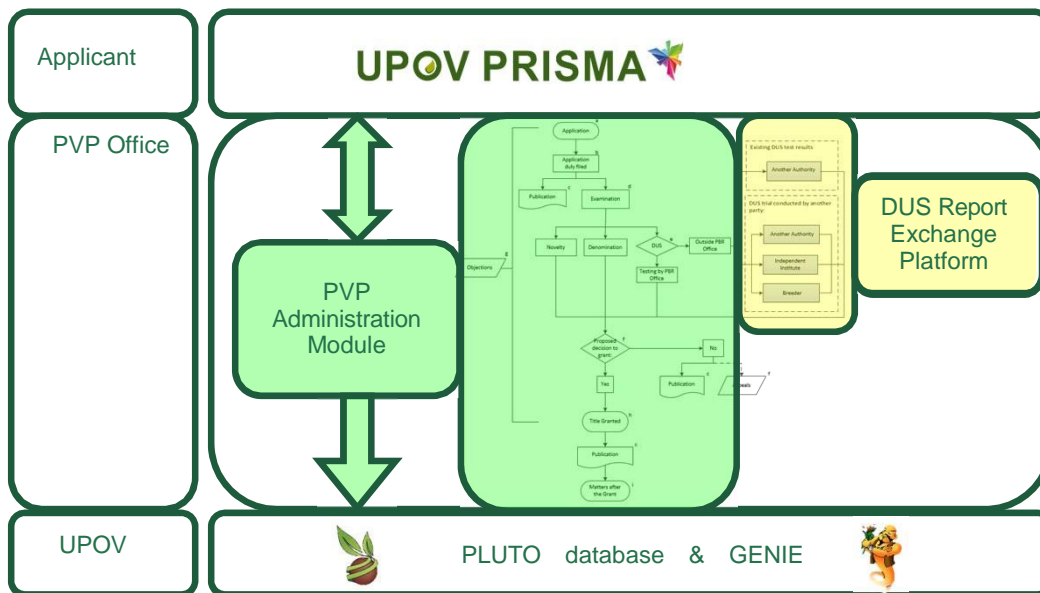 Applicant
UPOV PRISMA
PVP Office
a
Application
b
Application
duly filed
c
d
Publication
Examination
e
Novelty
Denomination
DUS
Outside PBR
Office
g
Objections
Testing by PBR
Office
Existing DUS test results
Another Authority
DUS trial conducted by another
party:
Another Authority
Independent
Institute
Breeder
DUS Report
Exchange
Platform
PVP
Administration
Module
Proposed
decision to
grant
f
No
Yes
c
Publication
Title Granted
c
Publication
Matters after
the Grant
i
UPOV
PLUTO database & GENIE